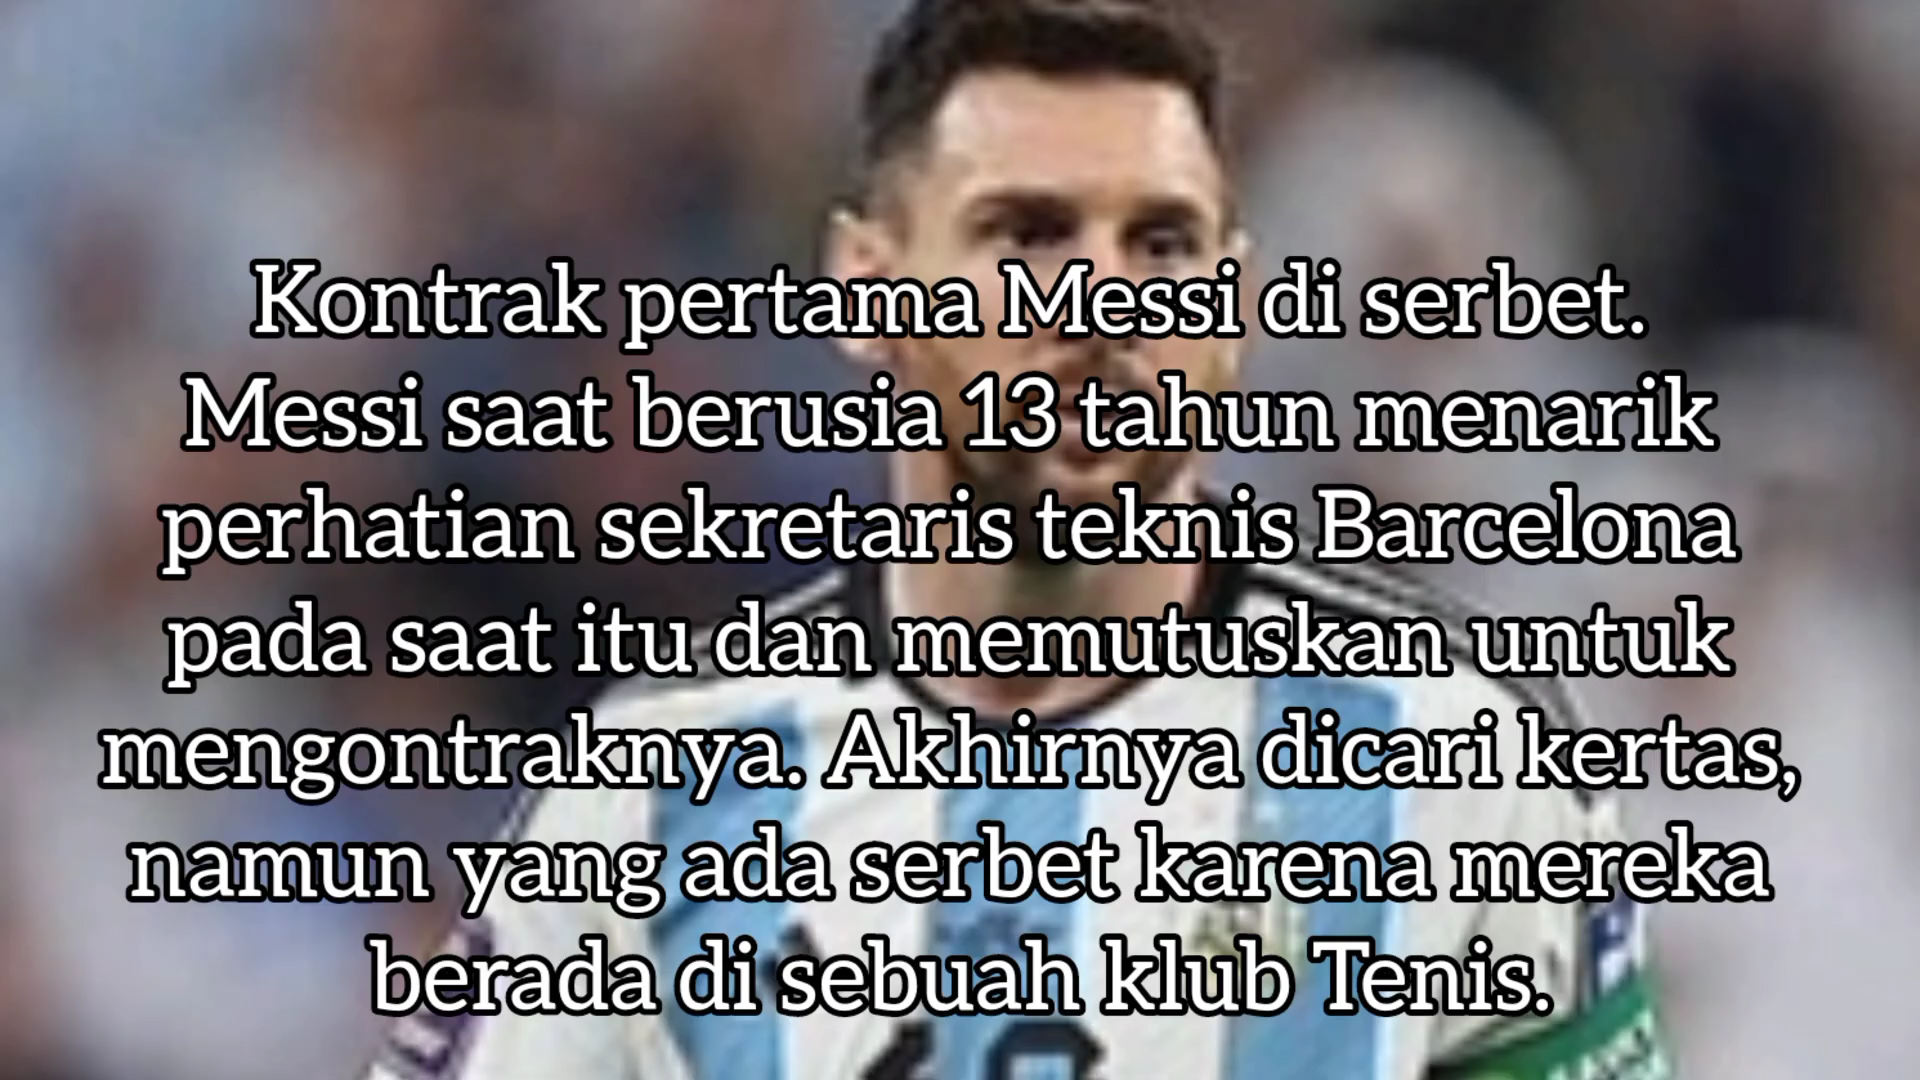 Kontrak pertama Messi di serbet.
Messi saat berusia 13 tahun menarik
perhatian sekretaris teknis Barcelona
pada saat itu dan memutuskan untuk
mengontraknya. Akhirnya dicari kertas,
namun yang ada serbet karena mereka
berada di sebuah klub Tenis.